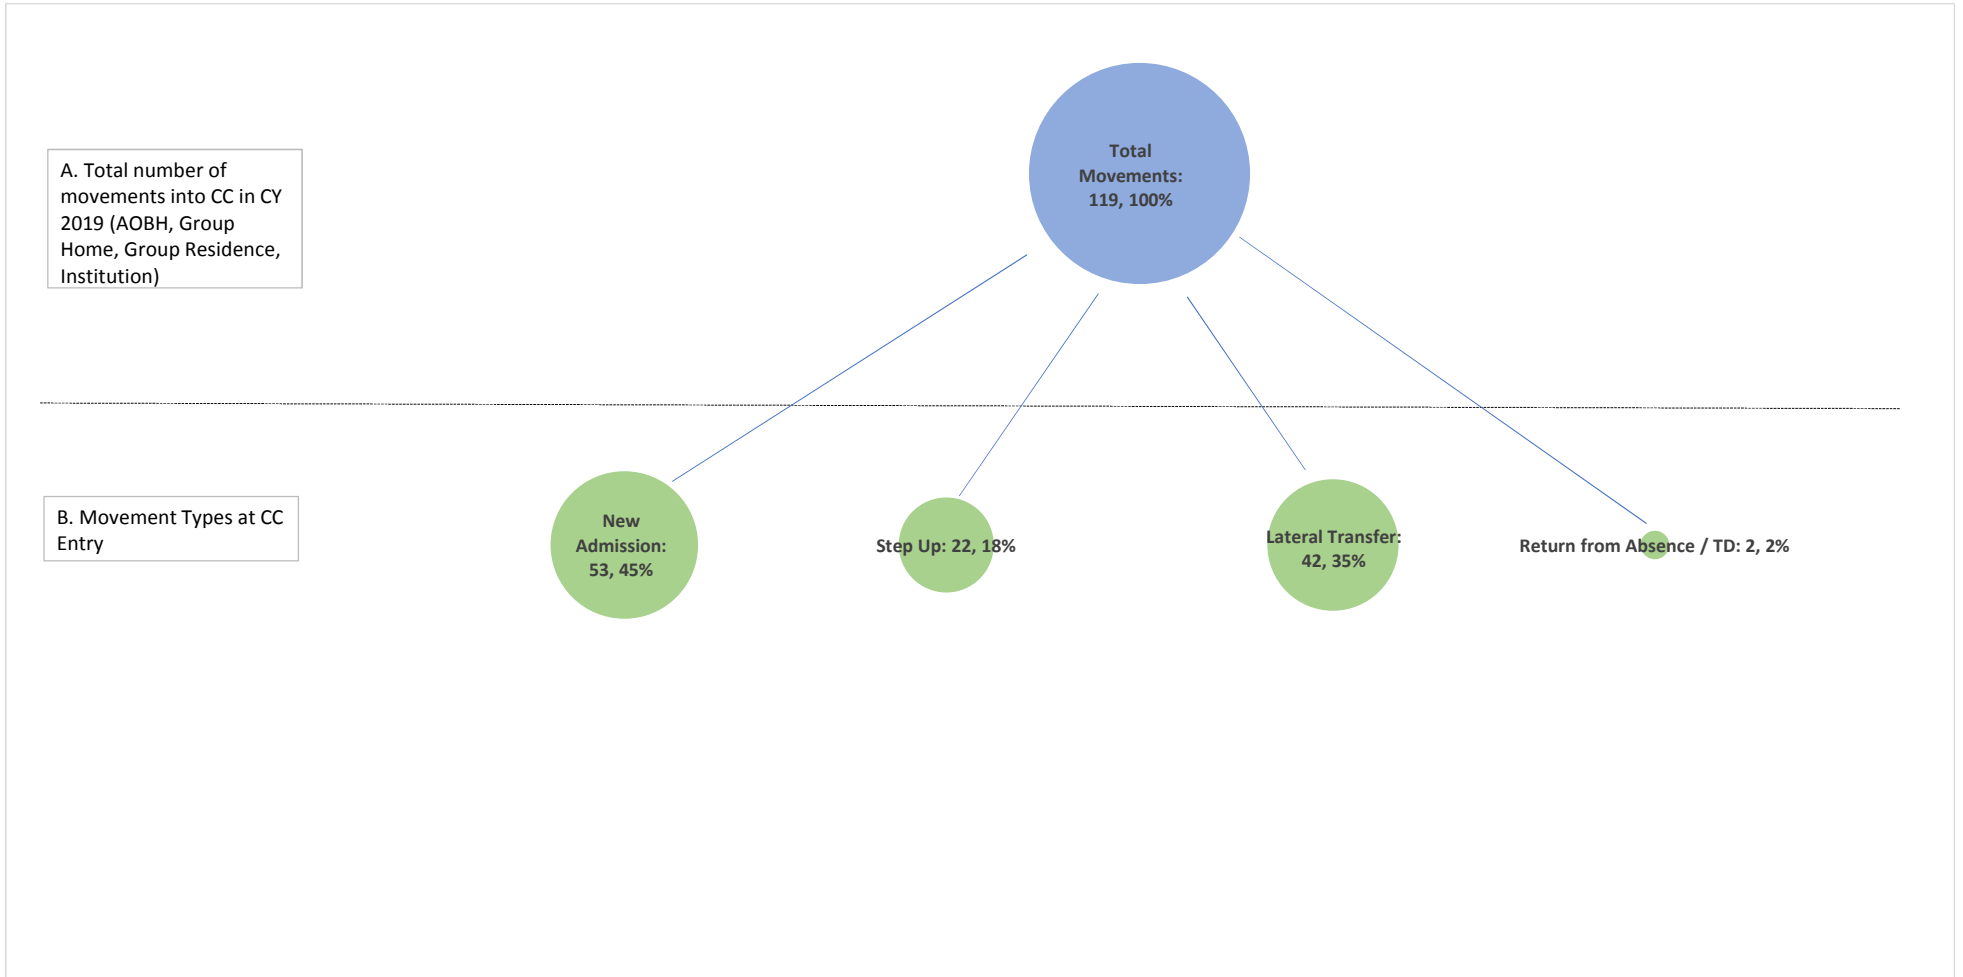 Total
Movements:
119, 100%
A. Total number of
movements into CC in CY
2019 (AOBH, Group
Home, Group Residence,
Institution)
B. Movement Types at CC
Entry
New
Admission:
53, 45%
Step Up: 22, 18%
Lateral Transfer:
42, 35%
Return from Absence / TD: 2, 2%